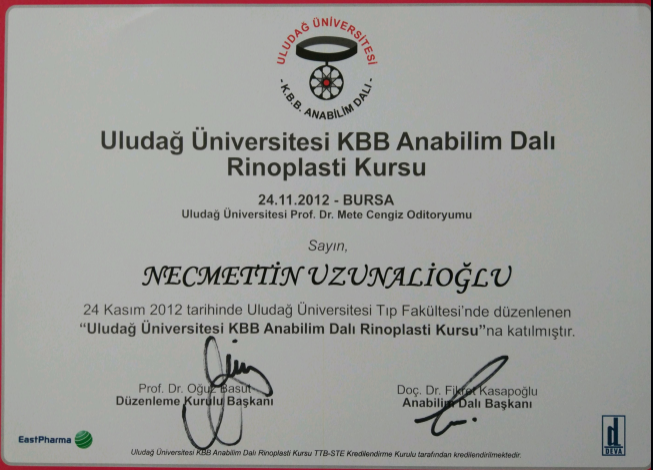 ULUDAĞ ÜNİVERSİTESİ
- K.B.B. ANABİLİM DALI -
Uludağ Üniversitesi KBB Anabilim Dalı
Rinoplasti Kursu
24.11.2012 - BURSA
Uludağ Üniversitesi Prof. Dr. Mete Cengiz Oditoryumu
Sayın,
NECMETTİN UZUNALİOĞLU
24 Kasım 2012 tarihinde Uludağ Üniversitesi Tıp Fakültesi'nde düzenlenen
“Uludağ Üniversitesi KBB Anabilim Dalı Rinoplasti Kursu”na katılmıştır.
Prof. Dr. Oğuz Basut
Düzenleme Kurulu Başkanı
Doç. Dr. Fikret Kasapoğlu
Anabilim Dalı Başkanı
EastPharma
DEVA
Uludağ Üniversitesi KBB Anabilim Dalı Rinoplasti Kursu TTB-STE Kredilendirme Kurulu tarafından kredilendirilmektedir.